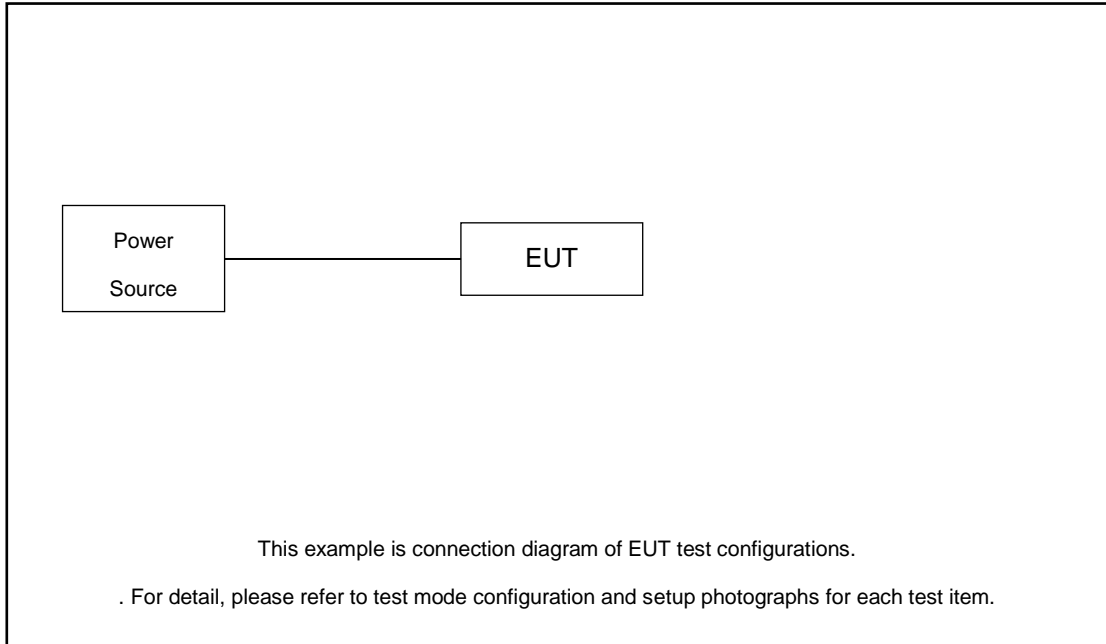 Power
Source
EUT
This example is connection diagram of EUT test configurations.
. For detail, please refer to test mode configuration and setup photographs for each test item.